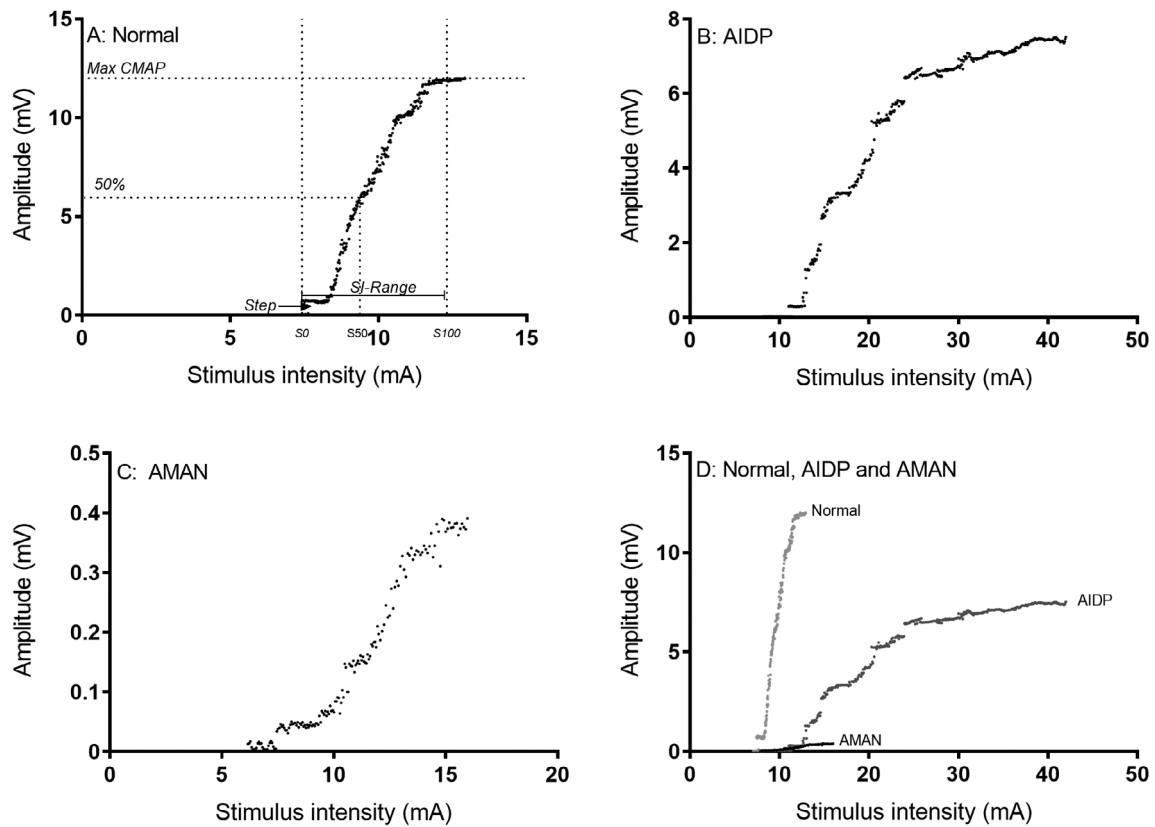 A: Normal
Max CMAP
50%
Step
SI-Range
S0
S50
S100
0
5
10
15
0
5
10
15
Amplitude (mV)
Stimulus intensity (mA)
B: AIDP
0
2
4
6
8
0
10
20
30
40
50
Amplitude (mV)
Stimulus intensity (mA)
C: AMAN
0
0.1
0.2
0.3
0.4
0.5
0
5
10
15
20
Amplitude (mV)
Stimulus intensity (mA)
D: Normal, AIDP and AMAN
Normal
AIDP
AMAN
0
5
10
15
0
10
20
30
40
50
Amplitude (mV)
Stimulus intensity (mA)